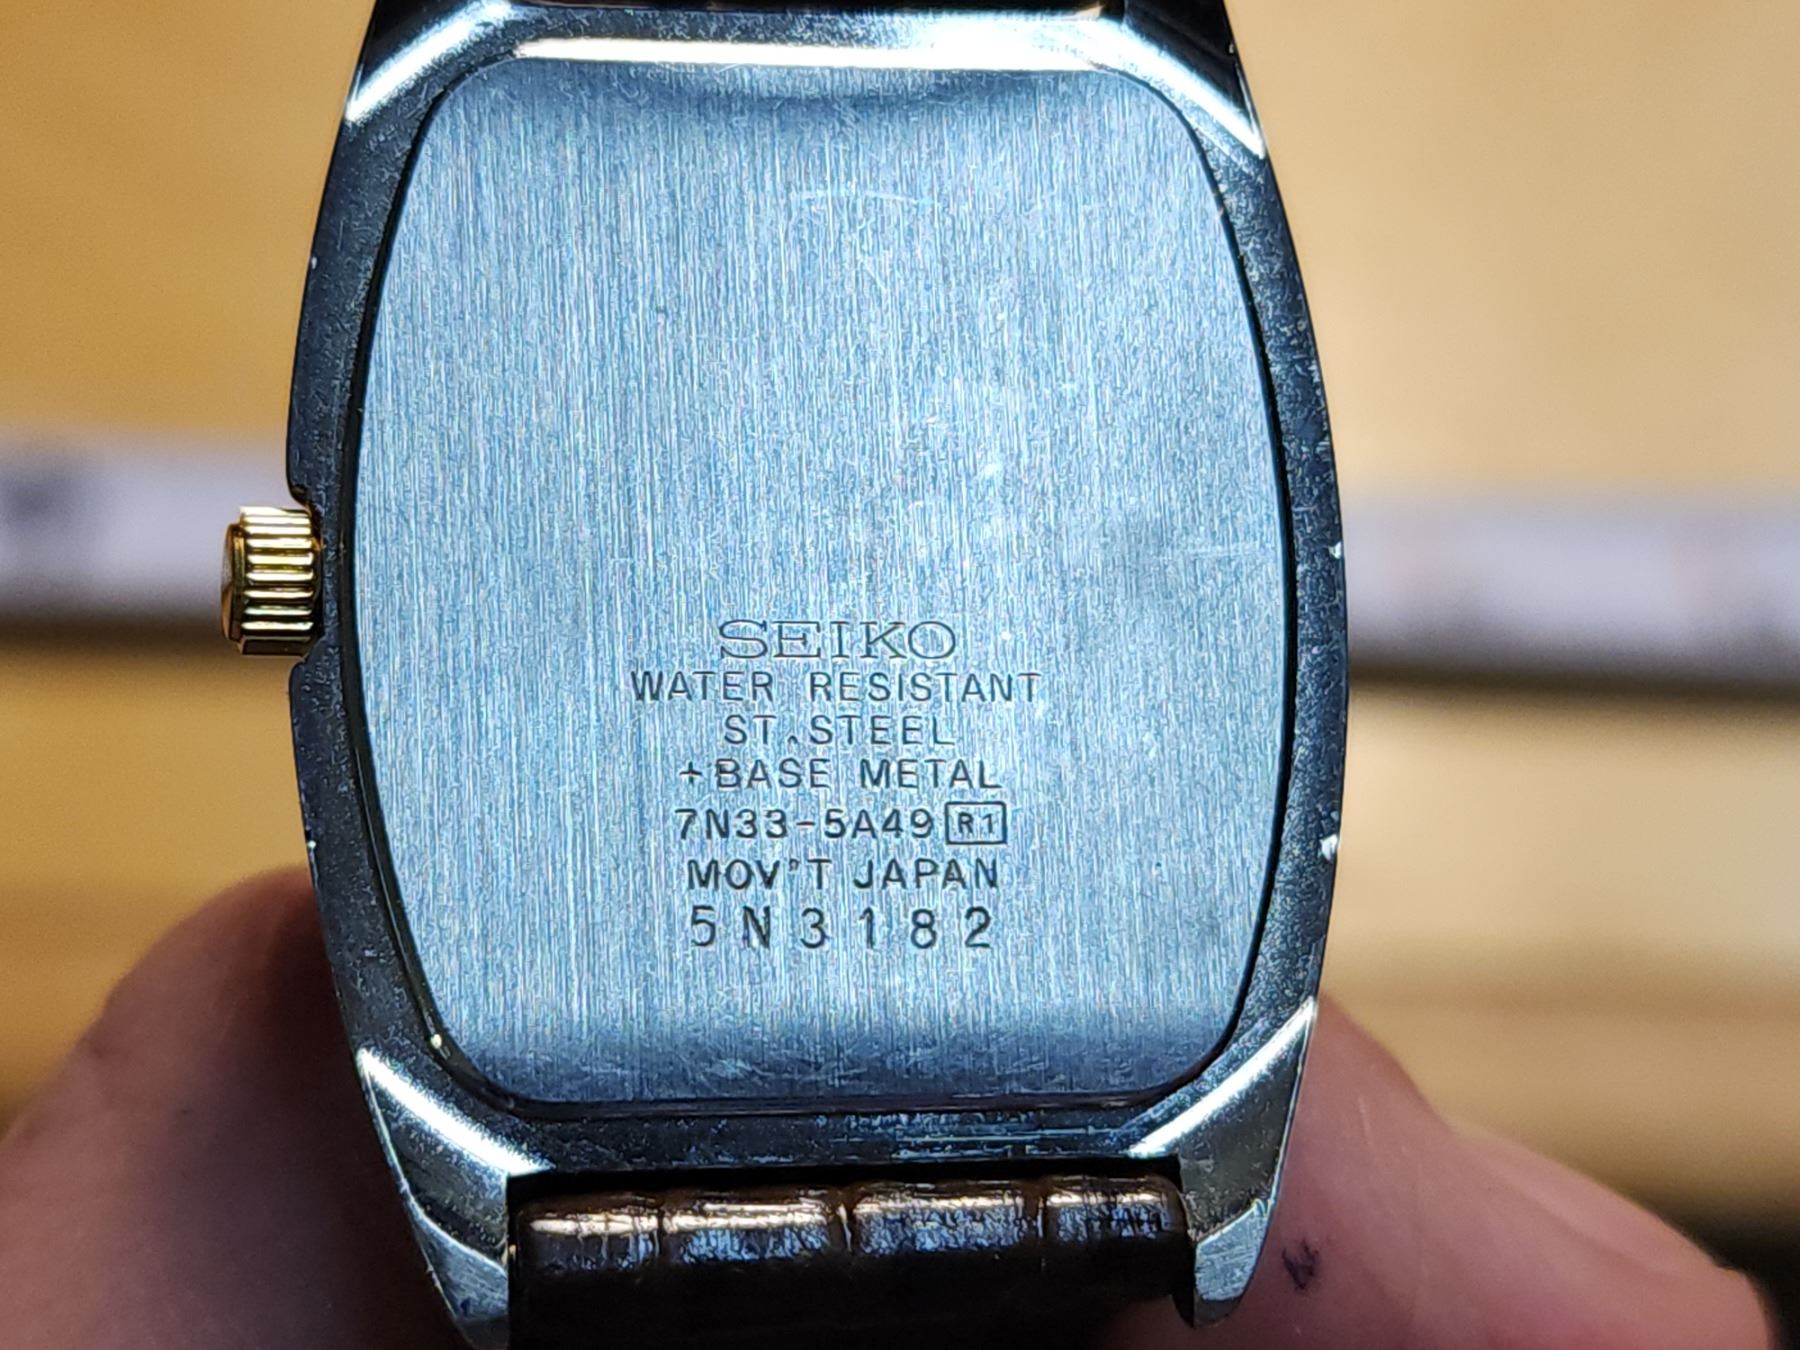 SEIKO
WATER RESISTANT
ST.STEEL
+BASE METAL
7N33-5A49 R1
MOV'T JAPAN
5N3182